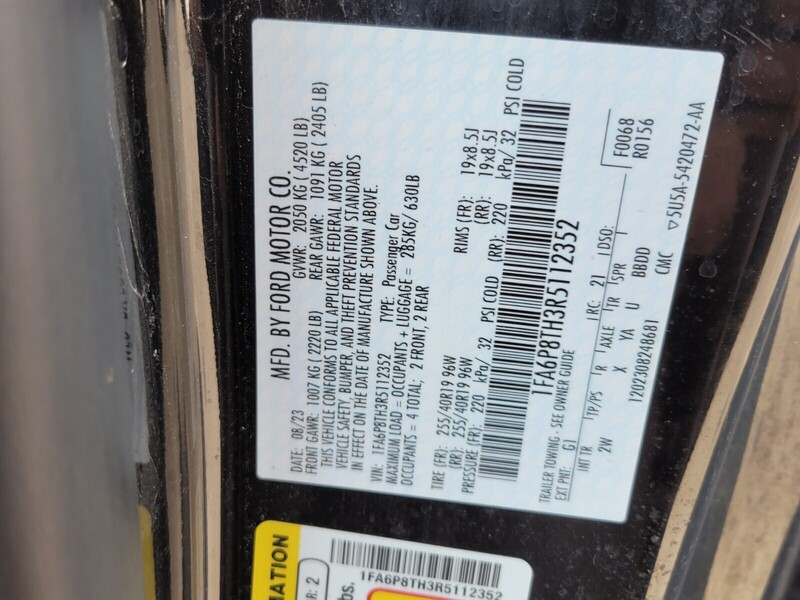 MFD. BY FORD MOTOR CO.
DATE: 08/23 GVWR: 2050 KG ( 4520 LB)
FRONT GAWR: 1007 KG ( 2220 LB) REAR GAWR: 1091 KG ( 2405 LB)
THIS VEHICLE CONFORMS TO ALL APPLICABLE FEDERAL MOTOR
VEHICLE SAFETY, BUMPER, AND THEFT PREVENTION STANDARDS
IN EFFECT ON THE DATE OF MANUFACTURE SHOWN ABOVE.
VIN: 1FA6P8TH3R5112352 TYPE: Passenger Car
MAXIMUM LOAD = OCCUPANTS + LUGGAGE = 285KG/ 630LB
OCCUPANTS = 4 TOTAL; 2 FRONT, 2 REAR
TIRE (FR): 255/40R19 96W RIMS (FR): 19x8.5J
(RR): 255/40R19 96W (RR): 19x8.5J
PRESSURE (FR): 220 kPa/ 32 PSI COLD (RR): 220 kPa/ 32 PSI COLD
1FA6P8TH3R5112352
TRAILER TOWING - SEE OWNER GUIDE
EXT PNT: G1 RC: 21 DSO: F0068
R0156
INT TR TP/PS R AXLE TR SPR
2W X YA U BBDD
1202308248681 CMC ▽5U5A-5420472-AA
MATION
R: 2
bs.
1FA6P8TH3R5112352